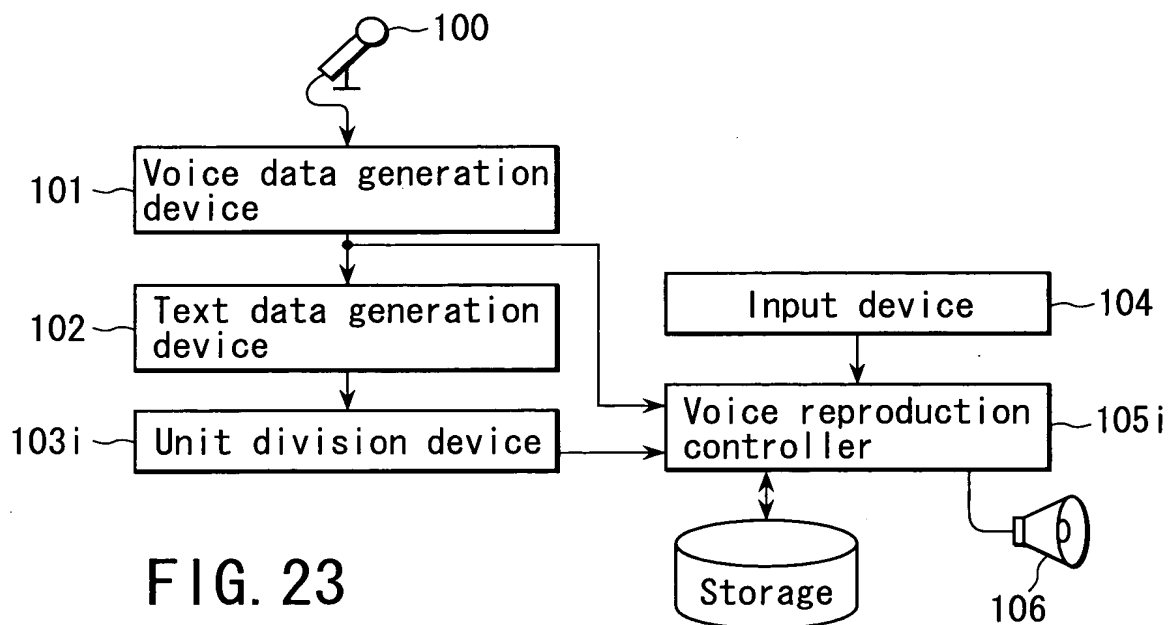 100
101
Voice data generation
device
102
Text data generation
device
Input device
104
103i
Unit division device
Voice reproduction
controller
105i
Storage
106
FIG. 23